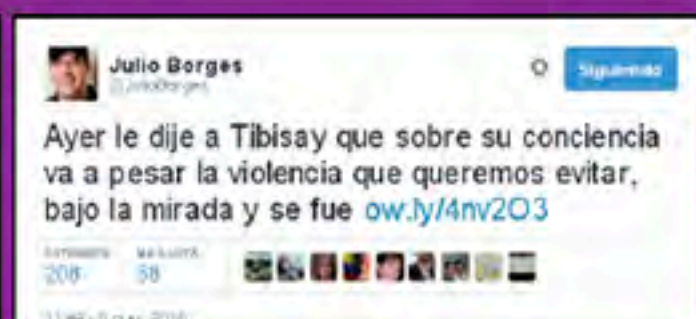 Julio Borges
@JulioBorges
Siguiendo
Ayer le dije a Tibisay que sobre su conciencia
va a pesar la violencia que queremos evitar,
bajo la mirada y se fue ow.ly/4nv2O3
208
58